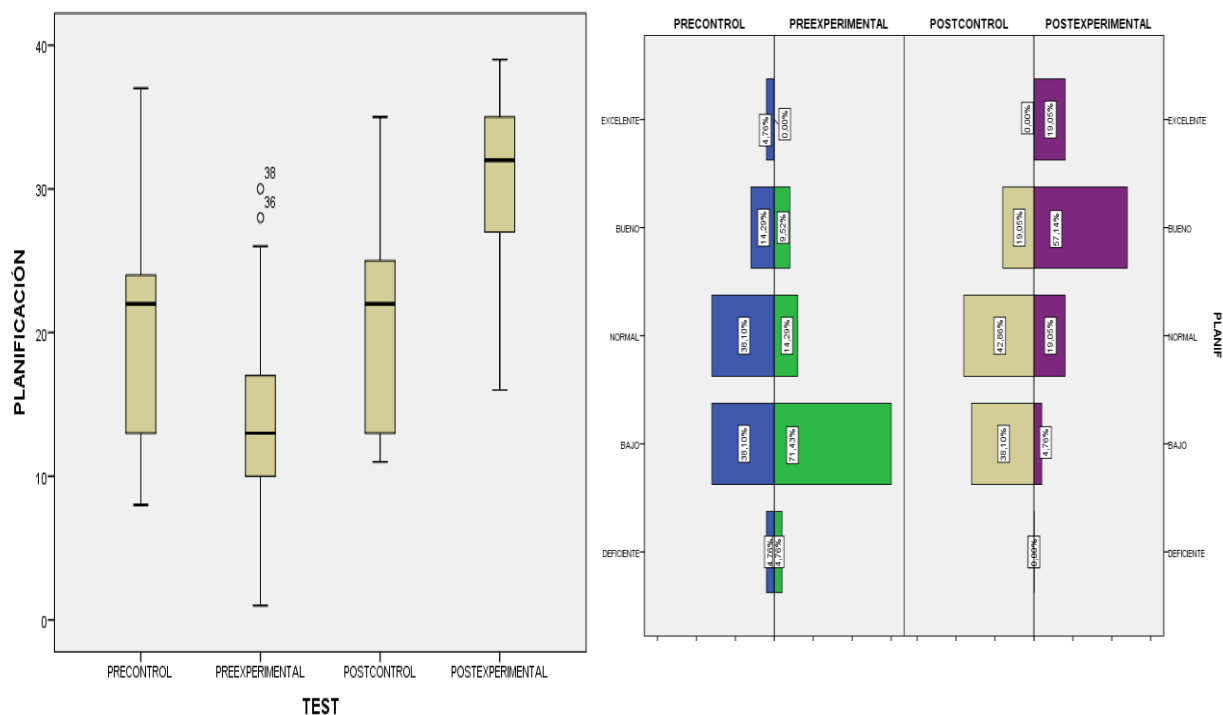 PLANIFICACIÓN
40
30
20
10
0
38
36
PRECONTROL
PREEXPERIMENTAL
POSTCONTROL
POSTEXPERIMENTAL
TEST
PRECONTROL
PREEXPERIMENTAL
POSTCONTROL
POSTEXPERIMENTAL
EXCELENTE
4,76%
0,00%
0,00%
19,05%
EXCELENTE
BUENO
14,29%
9,52%
19,05%
57,14%
BUENO
NORMAL
38,10%
14,29%
42,86%
19,05%
NORMAL
BAJO
38,10%
71,43%
38,10%
4,76%
BAJO
DEFICIENTE
4,76%
4,76%
0,00%
DEFICIENTE
PLANIF